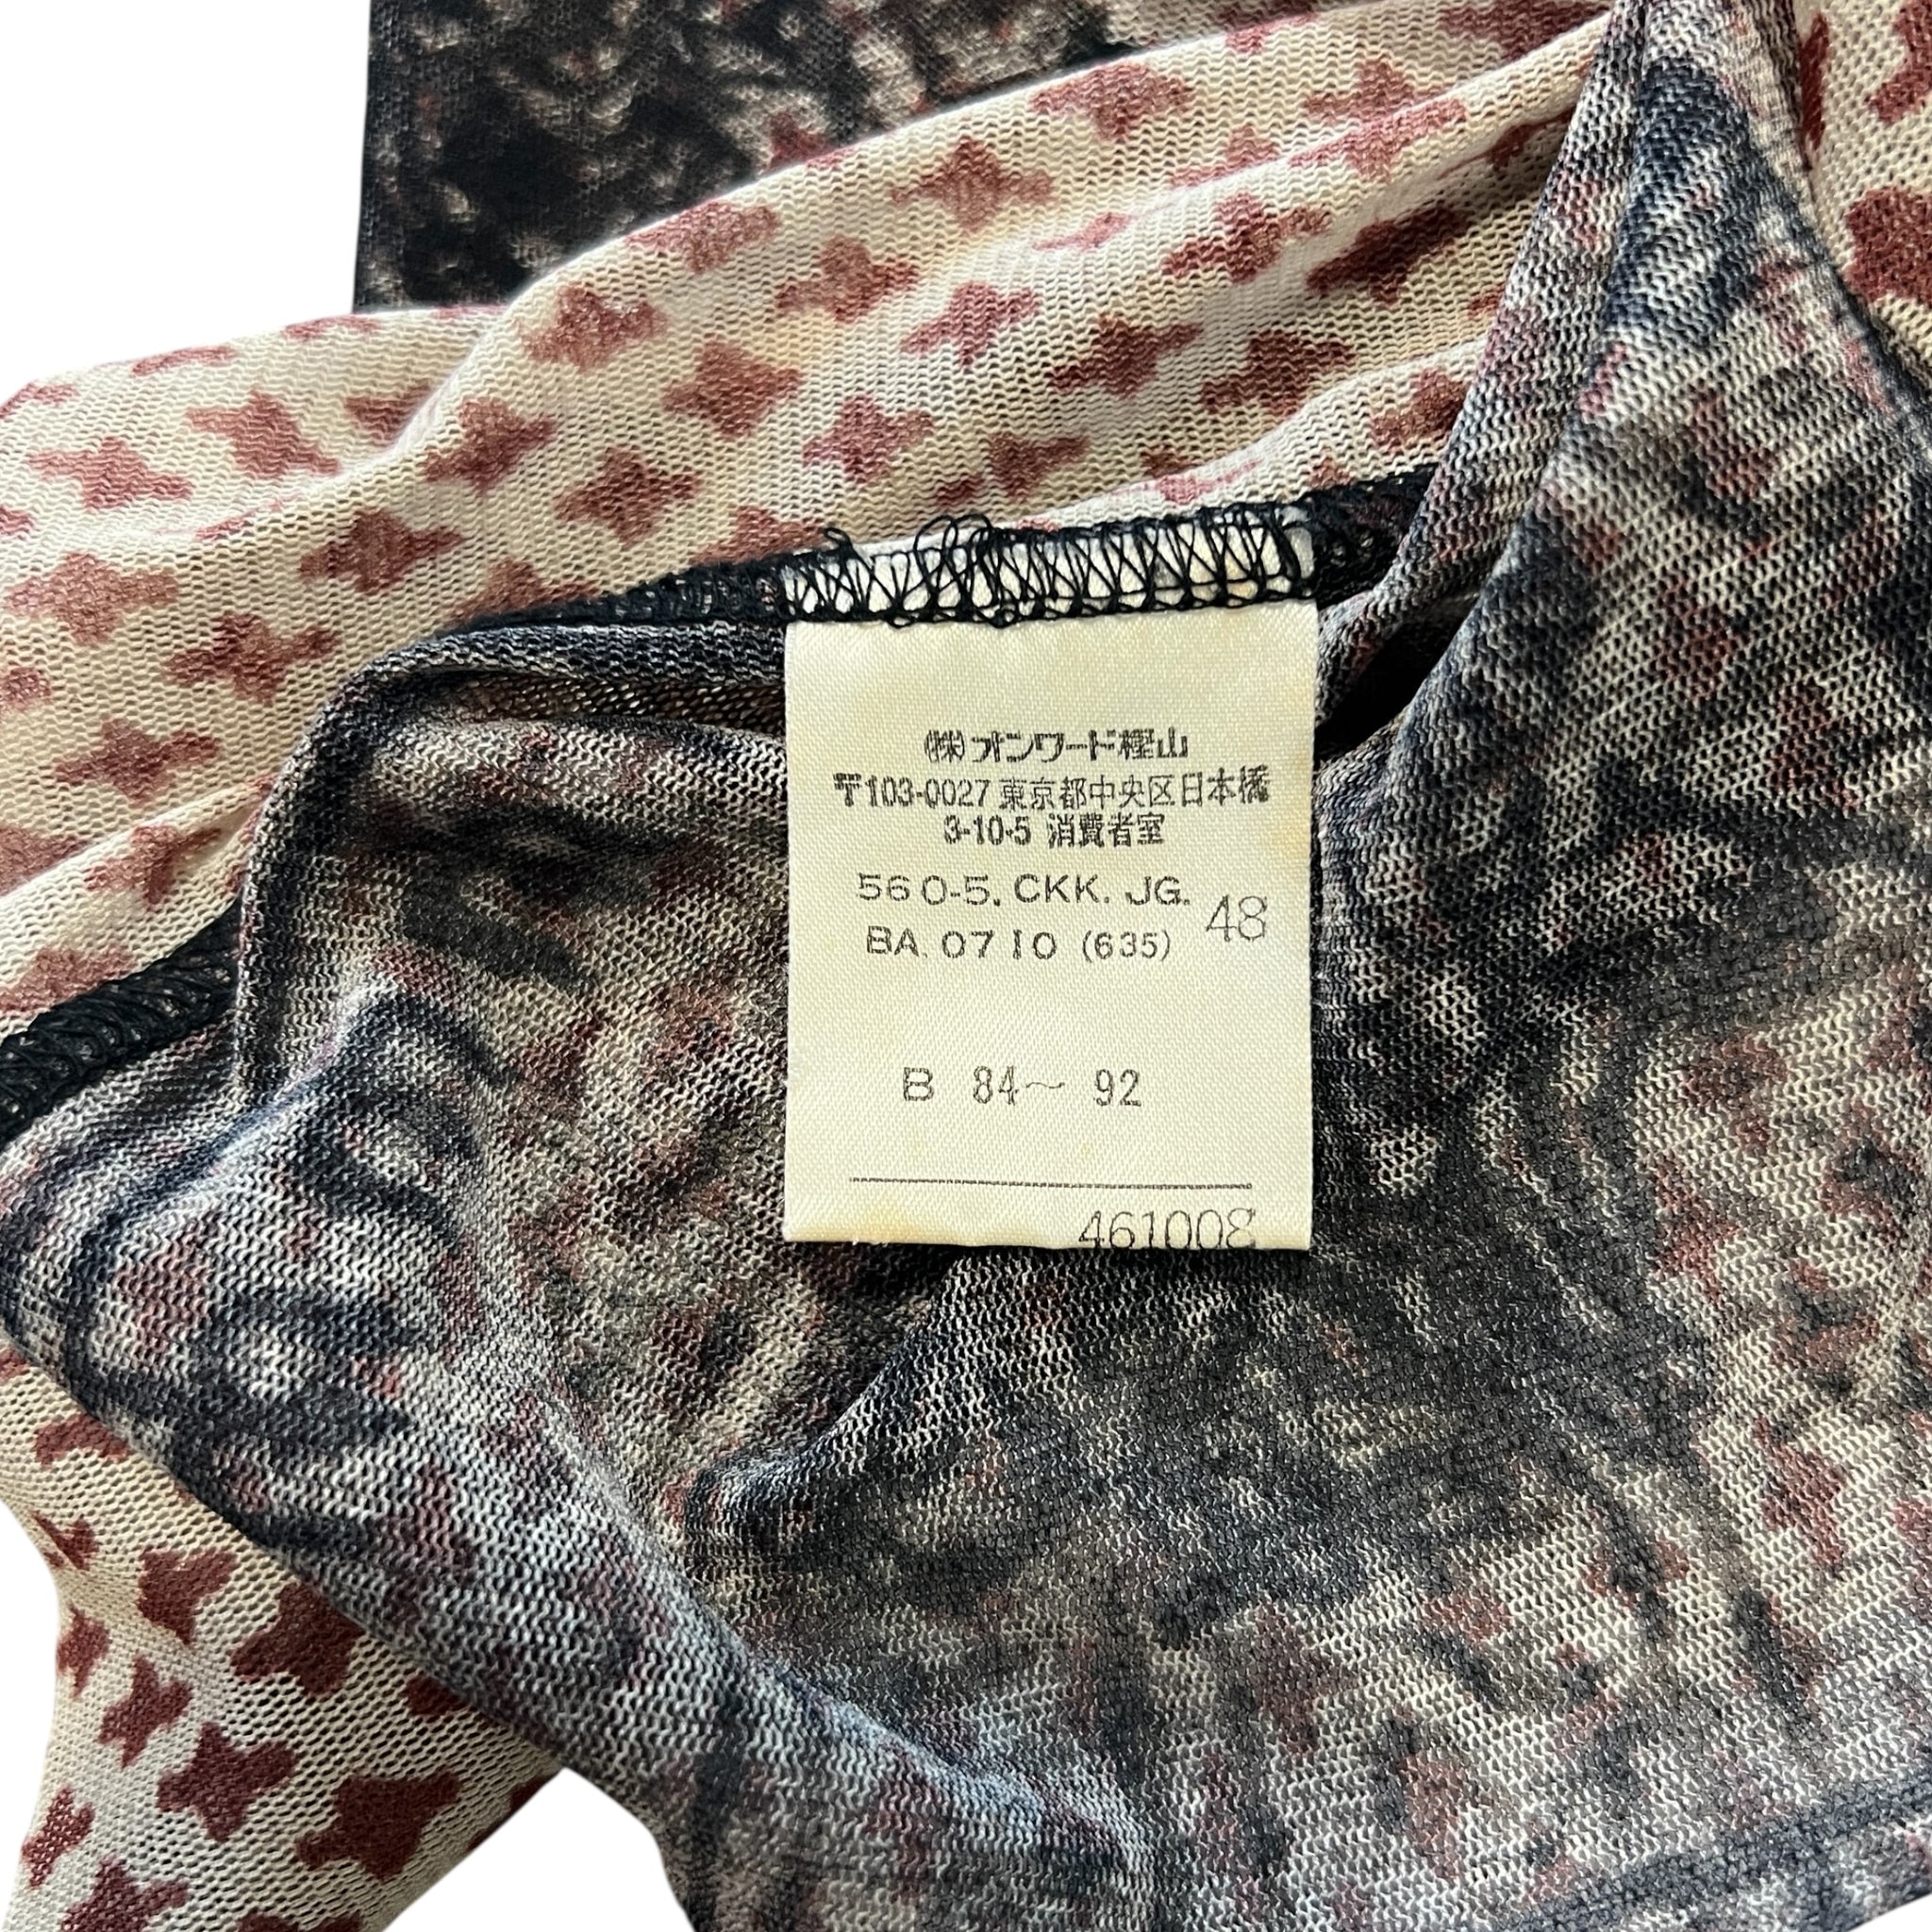 ㈱オンワード樫山
〒103-0027 東京都中央区日本橋
3-10-5 消費者室
560-5. CKK. JG.
BA. 0710 (635) 48
B 84〜 92
461008